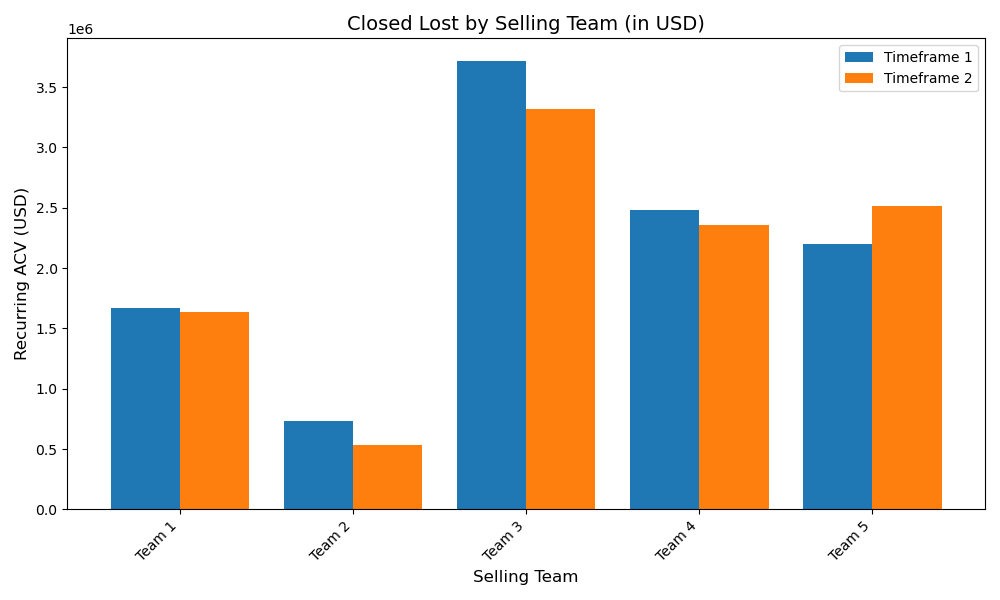 Closed Lost by Selling Team (in USD)
1e6
Timeframe 1
Timeframe 2
Recurring ACV (USD)
3.5
3.0
2.5
2.0
1.5
1.0
0.5
0.0
Team 1
Team 2
Team 3
Team 4
Team 5
Selling Team